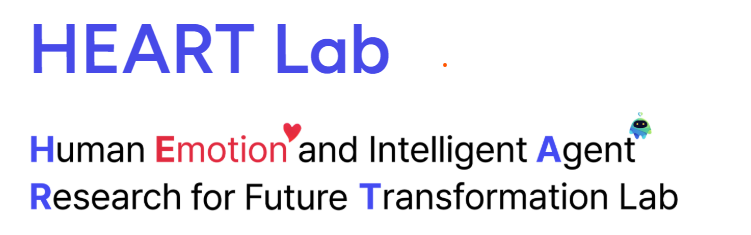 HEART Lab
Human Emotion and Intelligent Agent
Research for Future Transformation Lab